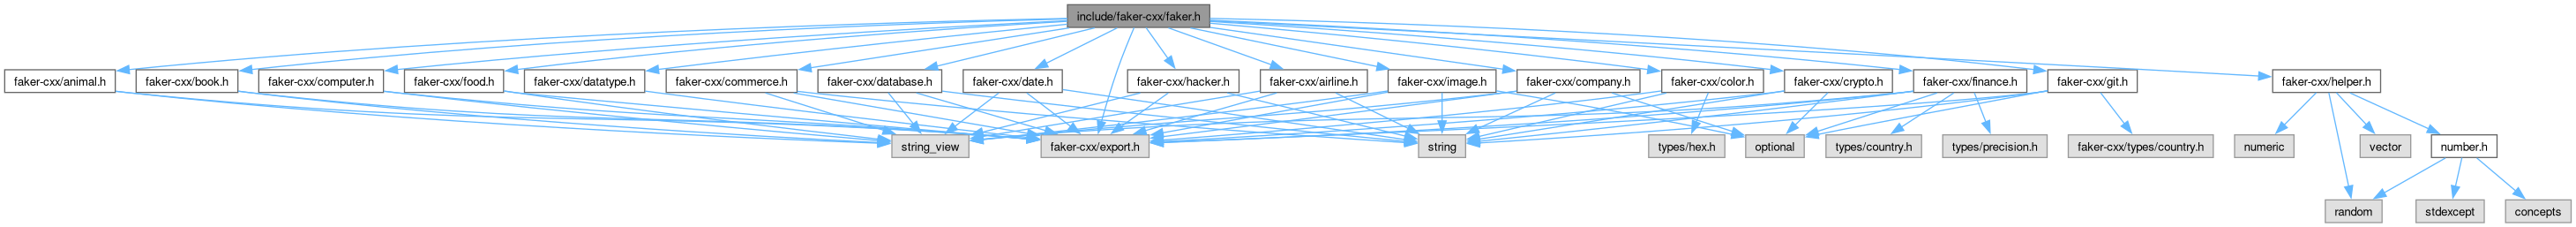 include/faker-cxx/faker.h
faker-cxx/animal.h
faker-cxx/book.h
faker-cxx/computer.h
faker-cxx/food.h
faker-cxx/datatype.h
faker-cxx/commerce.h
faker-cxx/database.h
faker-cxx/date.h
faker-cxx/hacker.h
faker-cxx/airline.h
faker-cxx/image.h
faker-cxx/company.h
faker-cxx/color.h
faker-cxx/crypto.h
faker-cxx/finance.h
faker-cxx/git.h
faker-cxx/helper.h
string_view
faker-cxx/export.h
string
types/hex.h
optional
types/country.h
types/precision.h
faker-cxx/types/country.h
numeric
vector
number.h
random
stdexcept
concepts